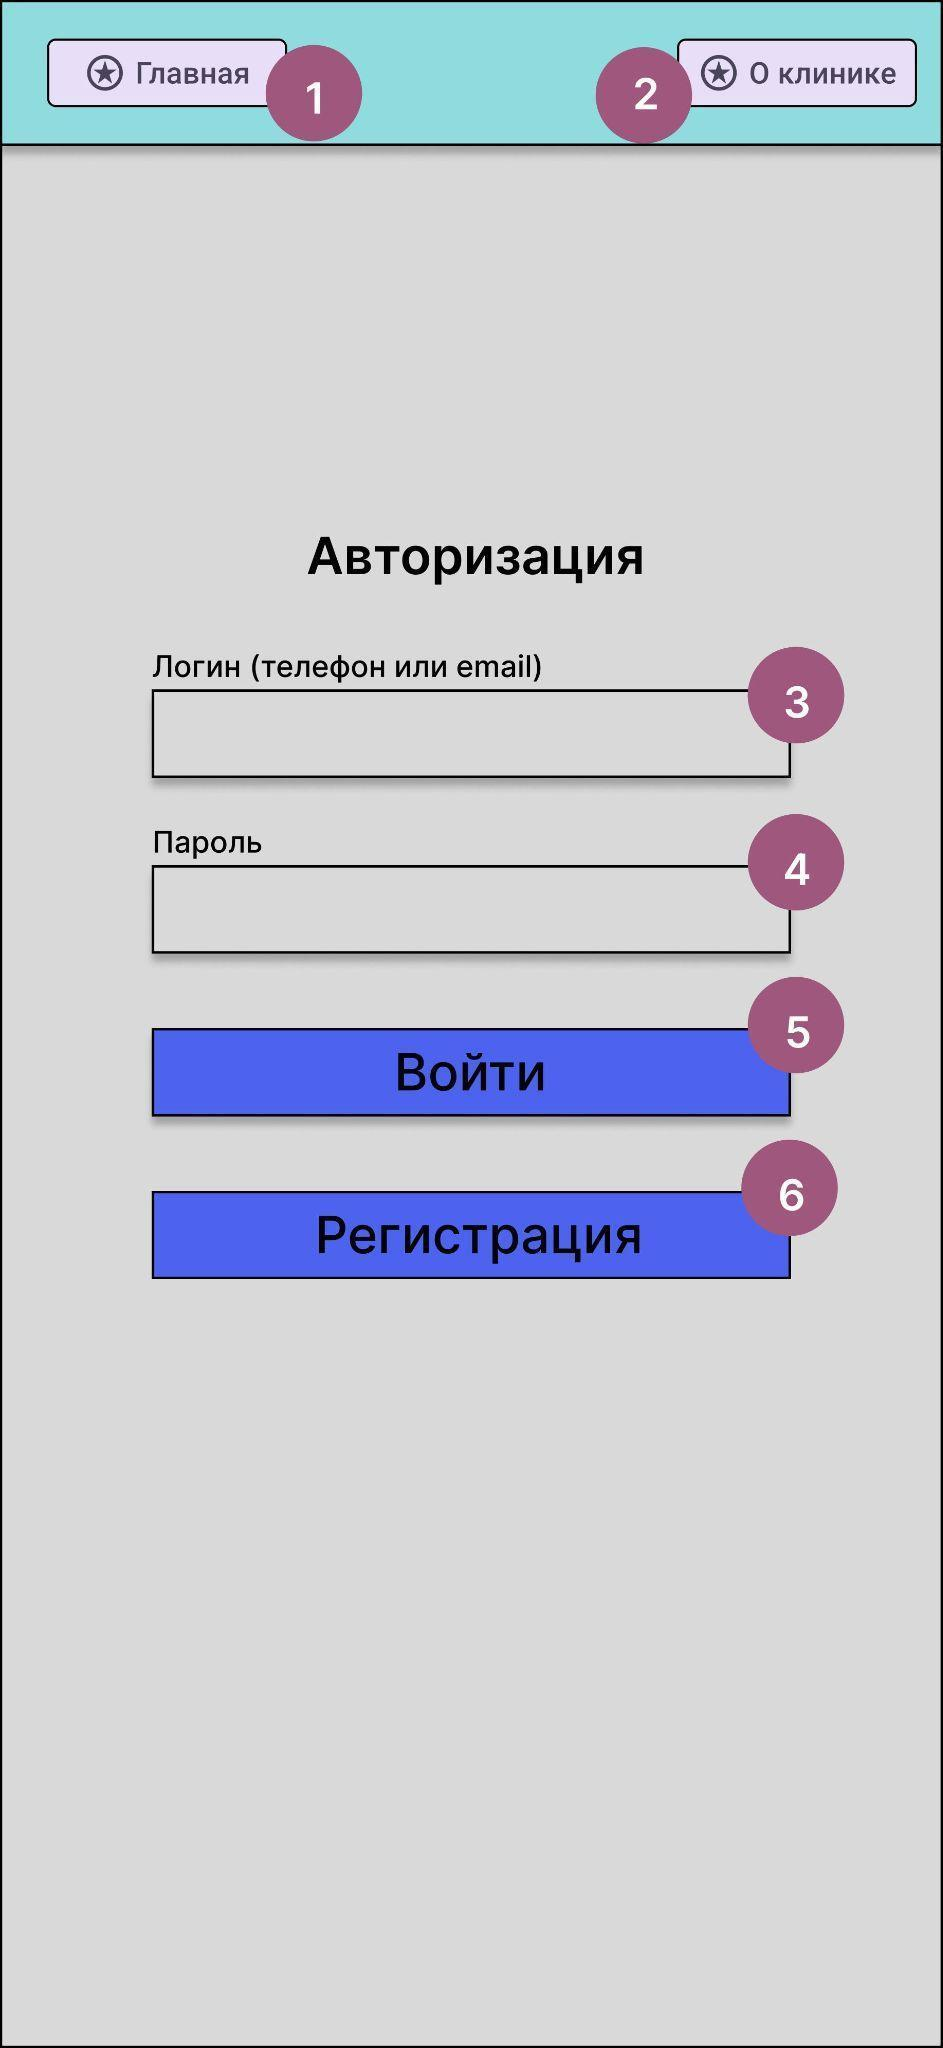 Главная 1 2 О клинике
Авторизация
Логин (телефон или email) 3
Пароль 4
5
Войти
6
Регистрация